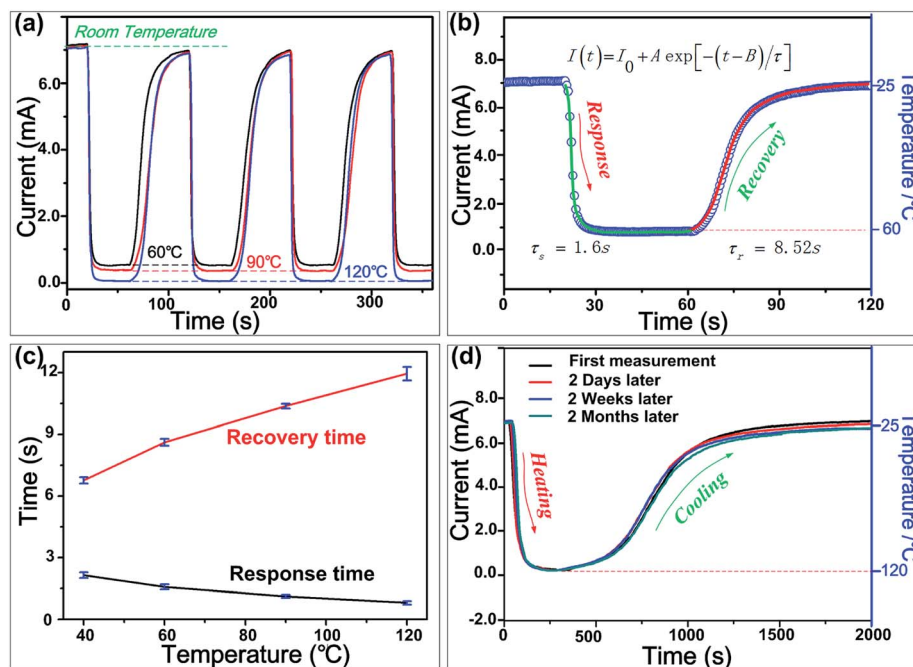 (a)
Room Temperature
Current (mA)
6.0
4.0
2.0
0.0
60℃
90℃
120℃
0
100
200
300
Time (s)
(b)
I(t)=I0+A exp[-(t-B)/τ]
Current (mA)
8.0
6.0
4.0
2.0
0.0
Response
Recovery
τs = 1.6s
τr = 8.52s
0
30
60
90
120
Time (s)
25
60
Temperature /℃
(c)
Time (s)
12
9
6
3
0
Recovery time
Response time
40
60
80
100
120
Temperature (℃)
(d)
First measurement
2 Days later
2 Weeks later
2 Months later
Current (mA)
8.0
6.0
4.0
2.0
0.0
-2.0
Heating
Cooling
0
500
1000
1500
2000
Time (s)
25
120
Temperature /℃